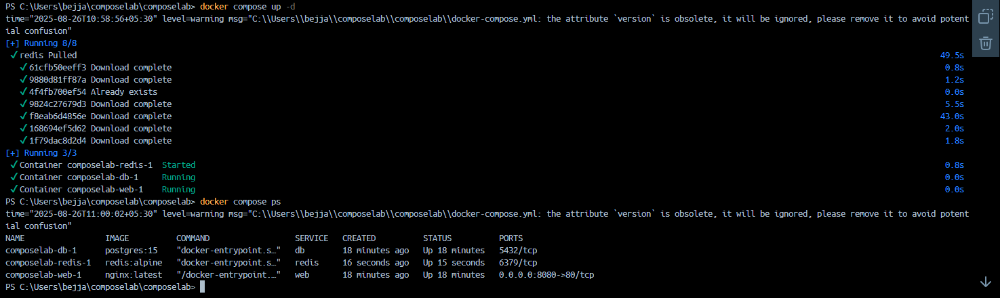 PS C:\Users\bejja\composelab\composelab> docker compose up -d
time="2025-08-26T10:58:56+05:30" level=warning msg="C:\\Users\\bejja\\composelab\\composelab\\docker-compose.yml: the attribute `version` is obsolete, it will be ignored, please remove it to avoid potent
ial confusion"
[+] Running 8/8
✔ redis Pulled 49.5s
✔ 61cfb50eeff3 Download complete 0.8s
✔ 9880d81ff87a Download complete 1.2s
✔ 4f4fb700ef54 Already exists 0.0s
✔ 9824c27679d3 Download complete 5.5s
✔ f8eab6d4856e Download complete 43.0s
✔ 168694ef5d62 Download complete 2.0s
✔ 1f79dac8d2d4 Download complete 1.8s
[+] Running 3/3
✔ Container composelab-redis-1 Started 0.8s
✔ Container composelab-db-1 Running 0.0s
✔ Container composelab-web-1 Running 0.0s
PS C:\Users\bejja\composelab\composelab> docker compose ps
time="2025-08-26T11:00:02+05:30" level=warning msg="C:\\Users\\bejja\\composelab\\composelab\\docker-compose.yml: the attribute `version` is obsolete, it will be ignored, please remove it to avoid potent
ial confusion"
NAME IMAGE COMMAND SERVICE CREATED STATUS PORTS
composelab-db-1 postgres:15 "docker-entrypoint.s…" db 18 minutes ago Up 18 minutes 5432/tcp
composelab-redis-1 redis:alpine "docker-entrypoint.s…" redis 16 seconds ago Up 15 seconds 6379/tcp
composelab-web-1 nginx:latest "/docker-entrypoint.…" web 18 minutes ago Up 18 minutes 0.0.0.0:8080->80/tcp
PS C:\Users\bejja\composelab\composelab>